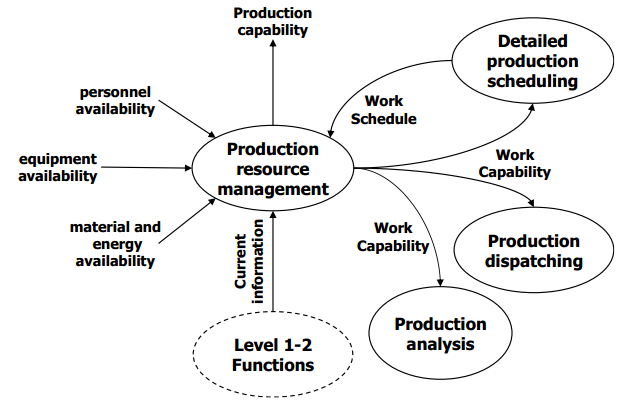 Production
capability
Detailed
production
scheduling
personnel
availability
Work
Schedule
Production
resource
management
equipment
availability
Work
Capability
material and
energy
availability
Current
information
Work
Capability
Production
dispatching
Production
analysis
Level 1-2
Functions